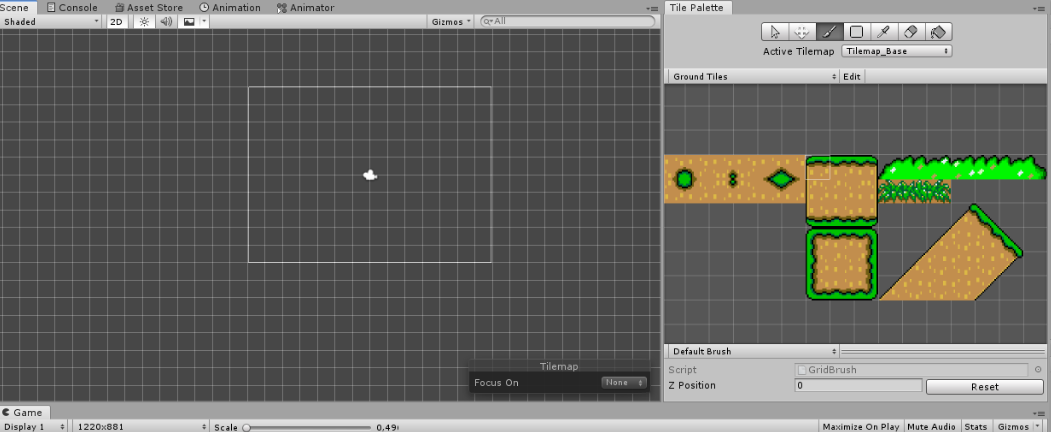 Scene Console Asset Store Animation Animator
Shaded 2D Gizmos All
Tile Palette
Active Tilemap Tilemap_Base
Ground Tiles Edit
Tilemap
Focus On None
Default Brush
Script GridBrush
Z Position 0 Reset
Game
Display 1 1220x881 Scale 0.49 Maximize On Play Mute Audio Stats Gizmos